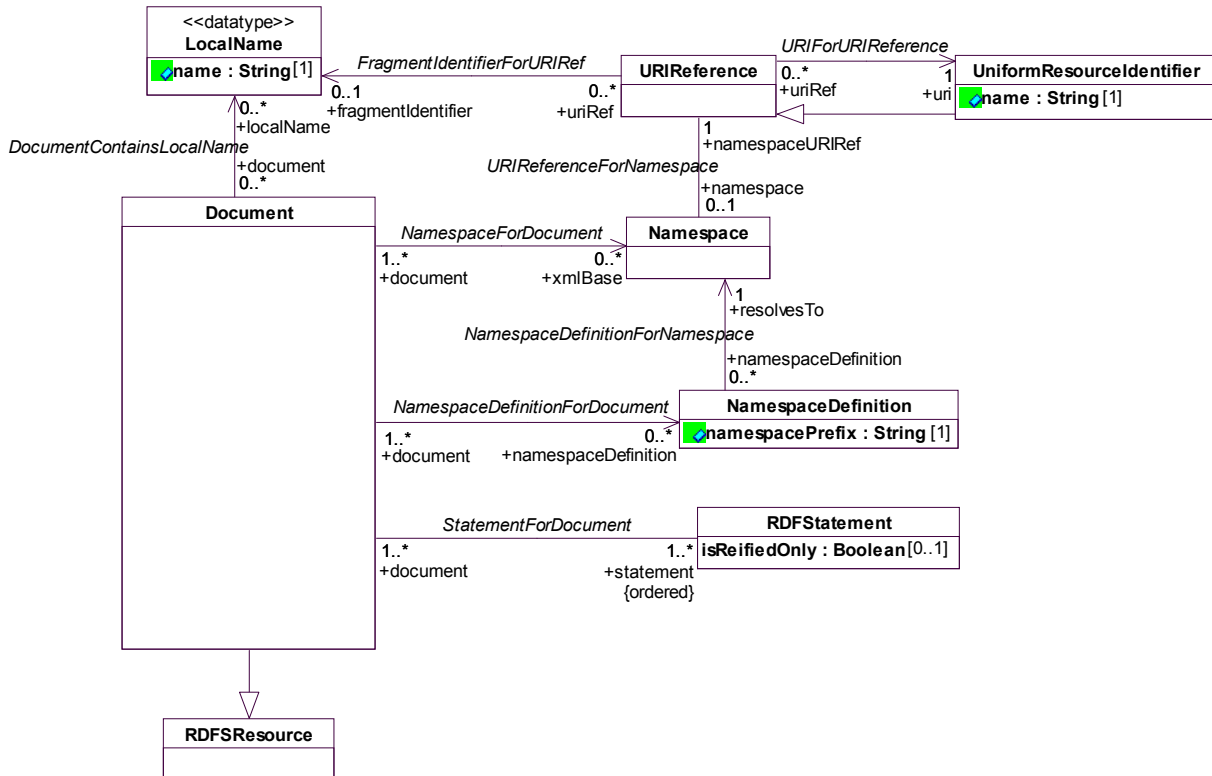 <<datatype>>
LocalName
name : String[1]
FragmentIdentifierForURIRef
0..1
+fragmentIdentifier
0..*
+uriRef
URIReference
URIForURIReference
0..*
+uriRef
1
+uri
UniformResourceIdentifier
name : String[1]
0..*
+localName
DocumentContainsLocalName
+document
0..*
1
+namespaceURIRef
URIReferenceForNamespace
+namespace
0..1
Document
NamespaceForDocument
1..*
+document
0..*
+xmlBase
Namespace
1
+resolvesTo
NamespaceDefinitionForNamespace
+namespaceDefinition
0..*
NamespaceDefinitionForDocument
1..*
+document
0..*
+namespaceDefinition
NamespaceDefinition
namespacePrefix : String [1]
StatementForDocument
1..*
+document
1..*
+statement
{ordered}
RDFStatement
isReifiedOnly : Boolean[0..1]
RDFSResource